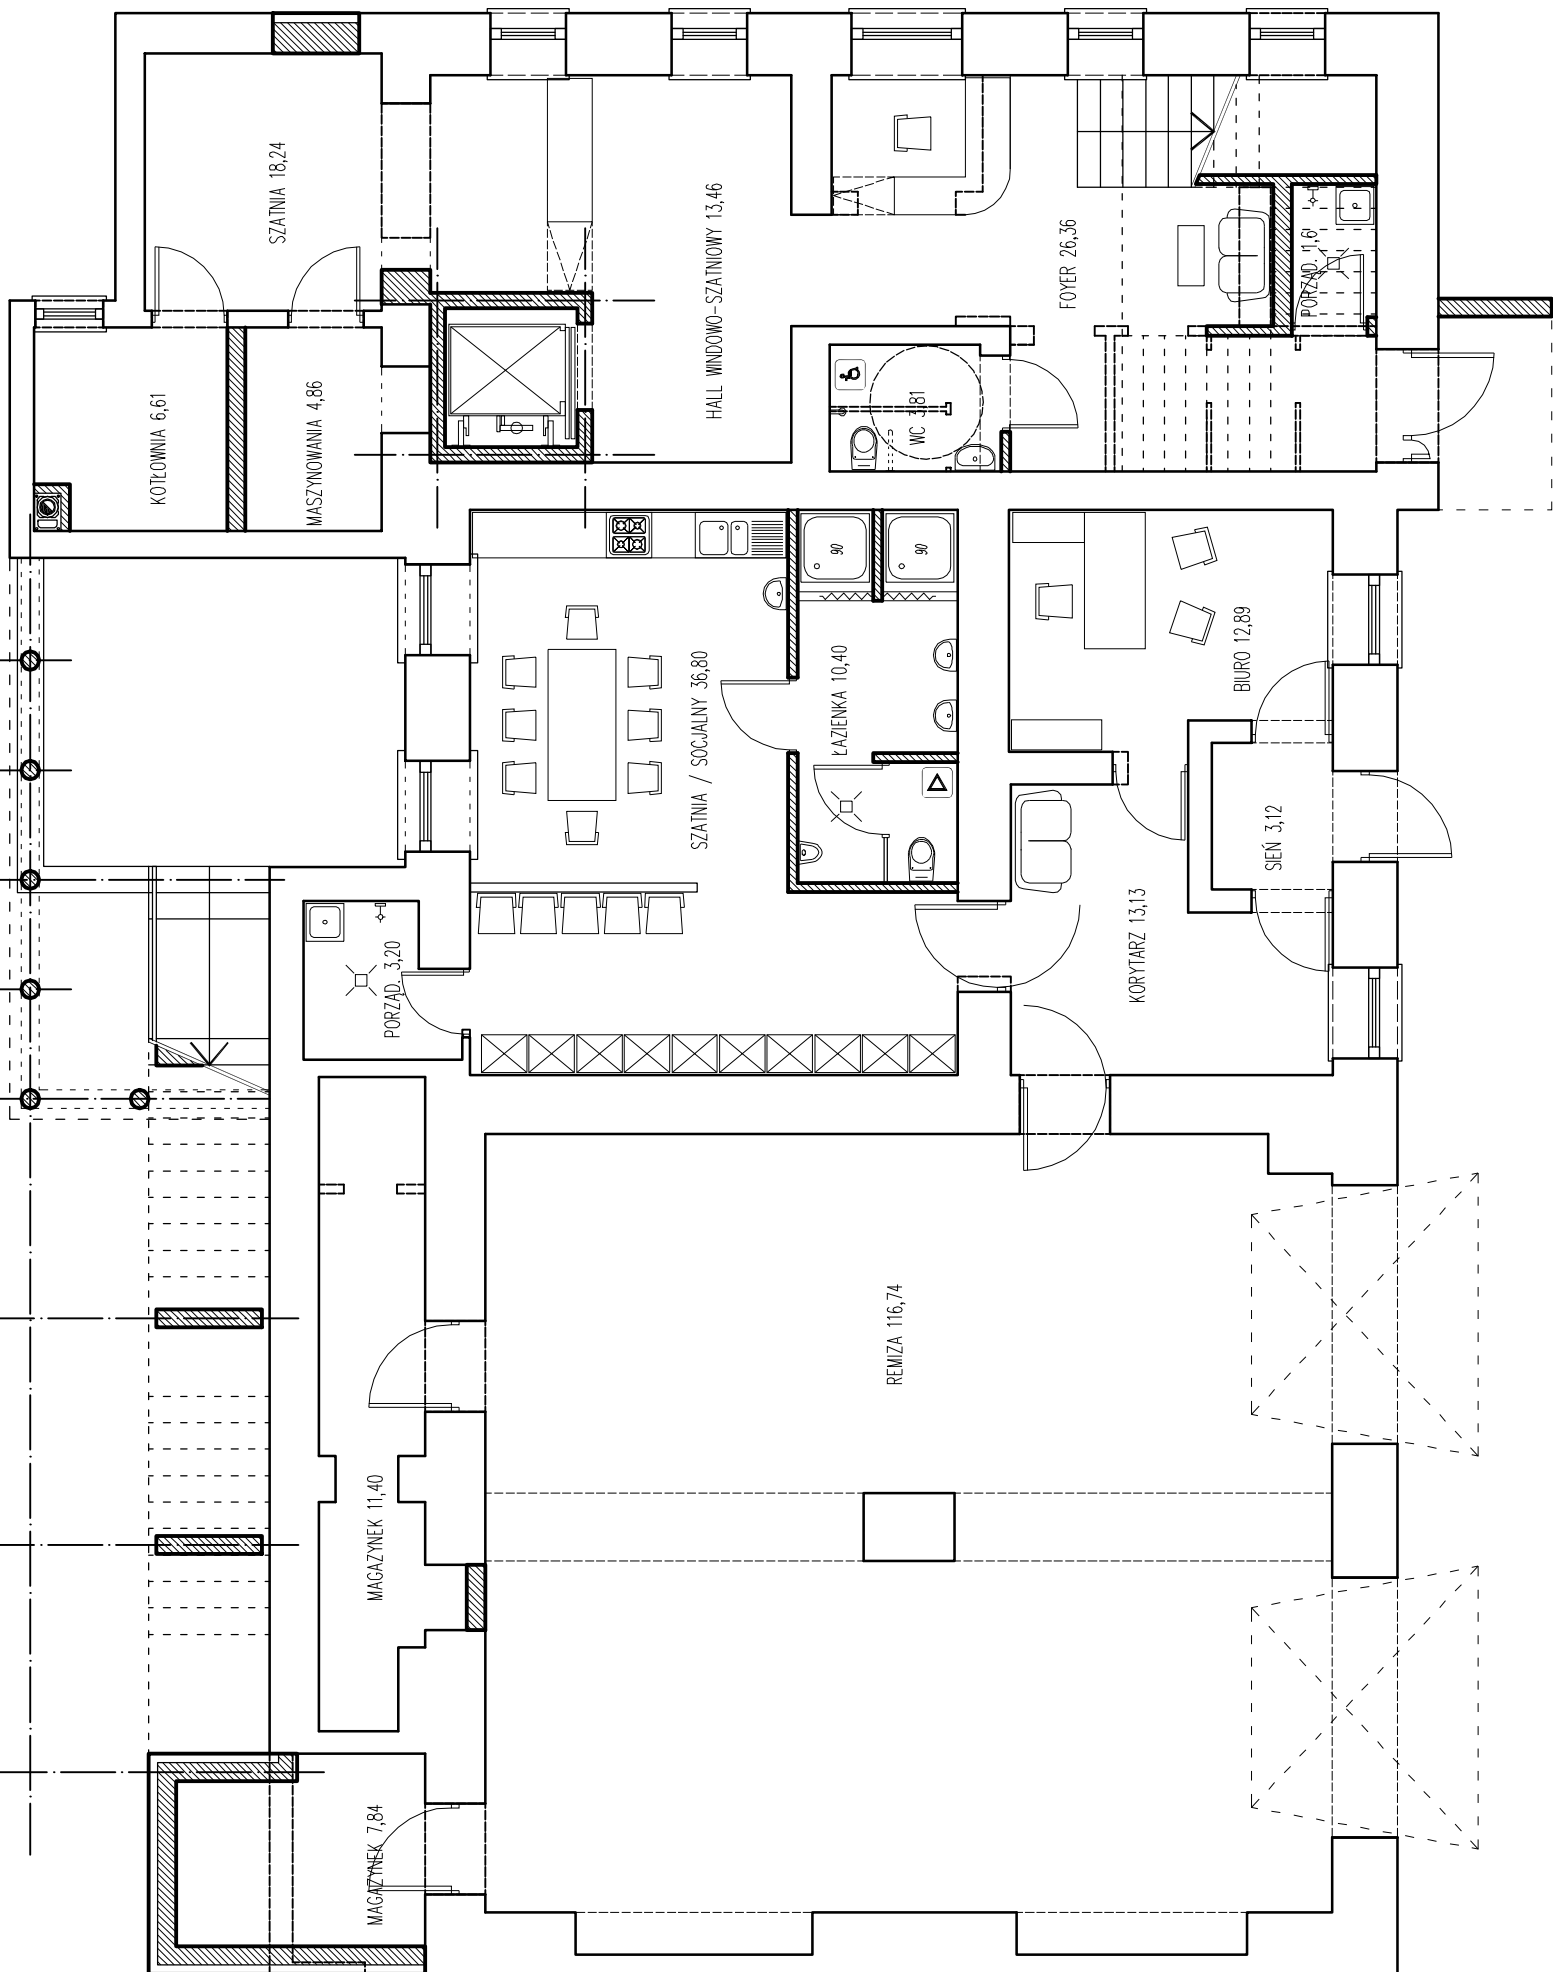 SZATNIA 18,24
HALL WINDOWO-SZATNIOWY 13,46
FOYER 26,36
PORZĄD. 1,6
KOTŁOWNIA 6,61
MASZYNOWANIA 4,86
WC 3,81
90
90
SZATNIA / SOCJALNY 36,80
ŁAZIENKA 10,40
BIURO 12,89
SIEŃ 3,12
KORYTARZ 13,13
PORZĄD. 3,20
REMIZA 116,74
MAGAZYNEK 11,40
MAGAZYNEK 7,84